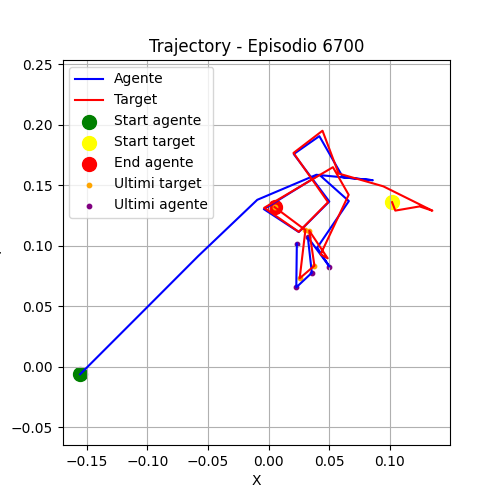 Trajectory - Episodio 6700
0.25
0.20
0.15
0.10
0.05
0.00
−0.05
Agente
Target
Start agente
Start target
End agente
Ultimi target
Ultimi agente
−0.15
−0.10
−0.05
0.00
0.05
0.10
X